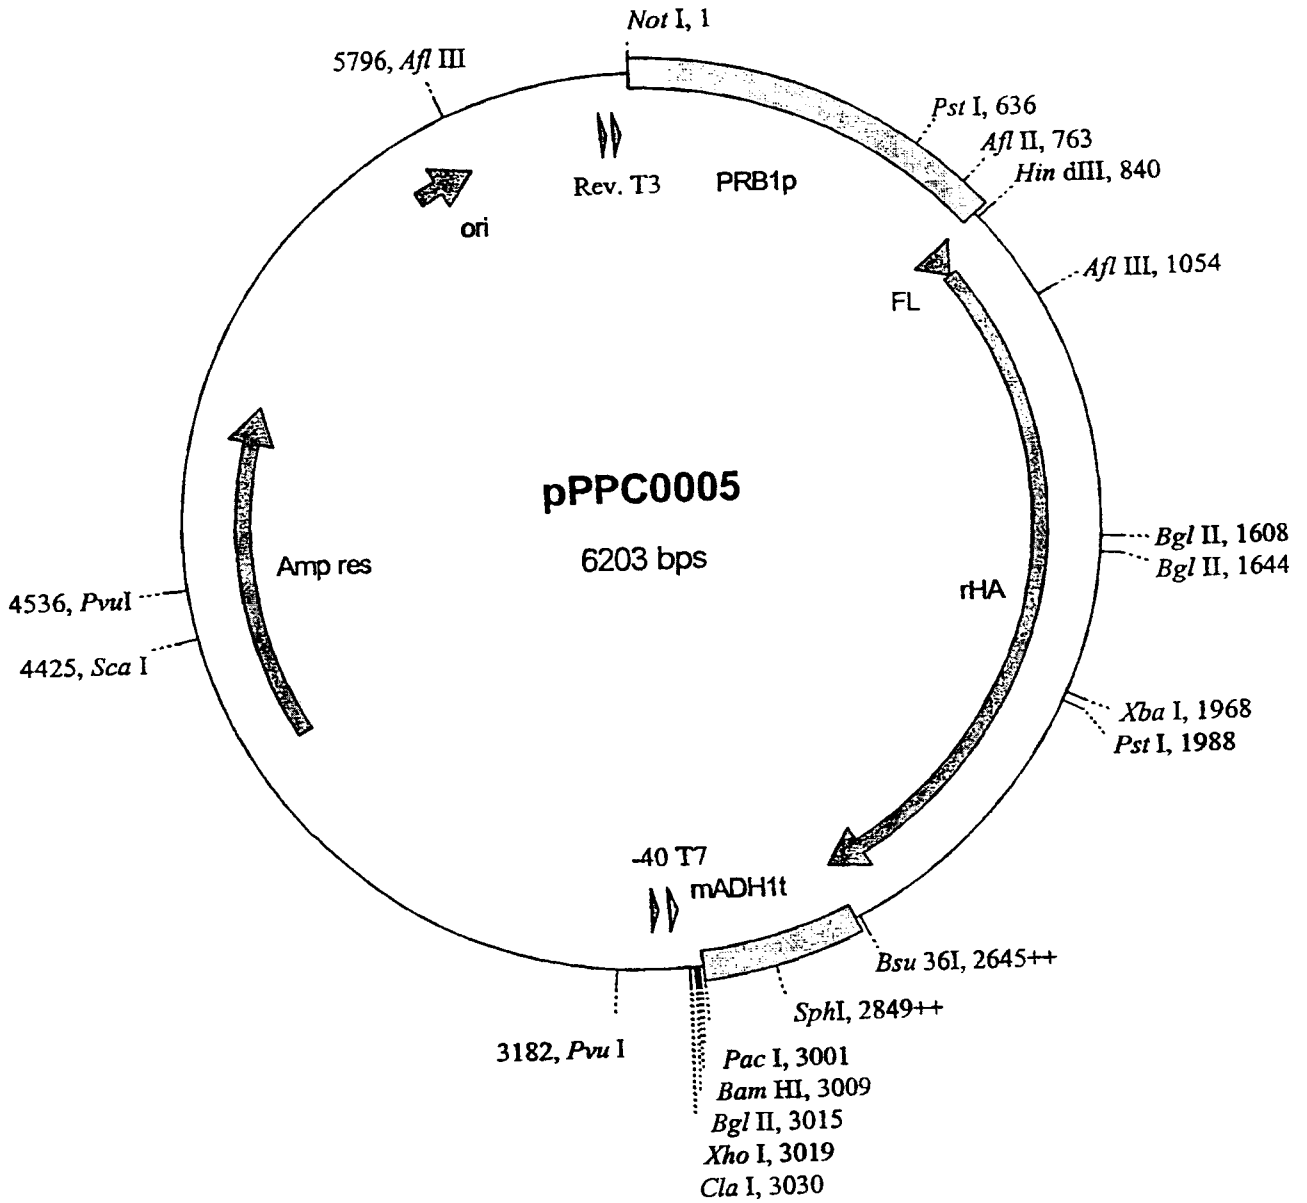 Not I, 1
5796, Afl III
Pst I, 636
Afl II, 763
Hin dIII, 840
Rev. T3
PRB1p
ori
Afl III, 1054
FL
pPPC0005
6203 bps
Amp res
rHA
Bgl II, 1608
Bgl II, 1644
4536, PvuI
4425, Sca I
Xba I, 1968
Pst I, 1988
-40 T7
mADH1t
Bsu 36I, 2645++
SphI, 2849++
3182, Pvu I
Pac I, 3001
Bam HI, 3009
Bgl II, 3015
Xho I, 3019
Cla I, 3030